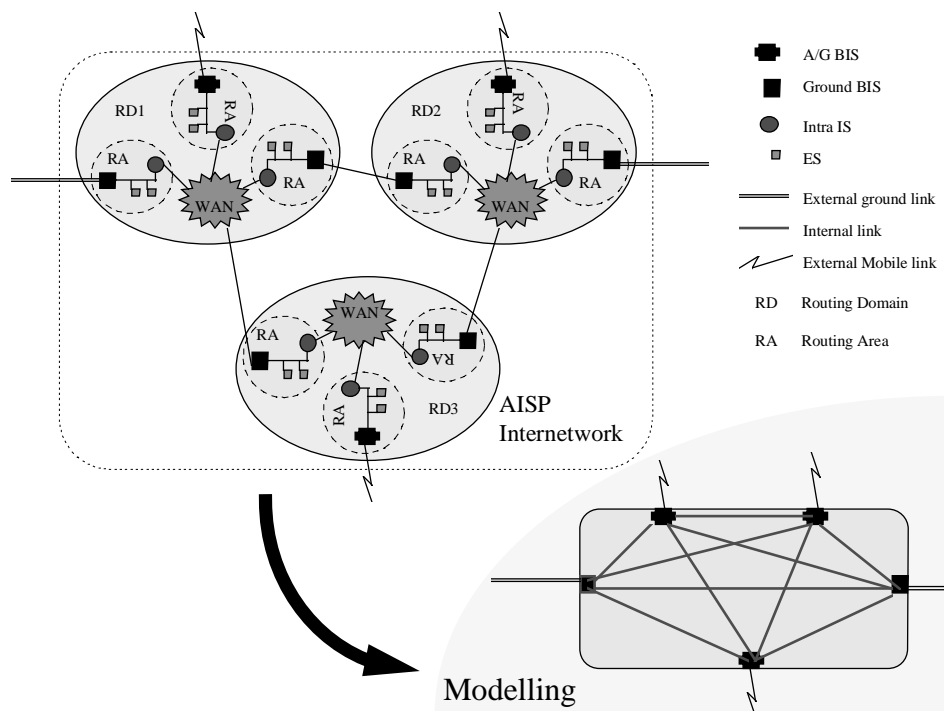 RD1
RA
RA
RA
WAN
RD2
RA
RA
RA
WAN
WAN
RA
RA
RA
RD3
AISP
Internetwork
A/G BIS
Ground BIS
Intra IS
ES
External ground link
Internal link
External Mobile link
RD Routing Domain
RA Routing Area
Modelling